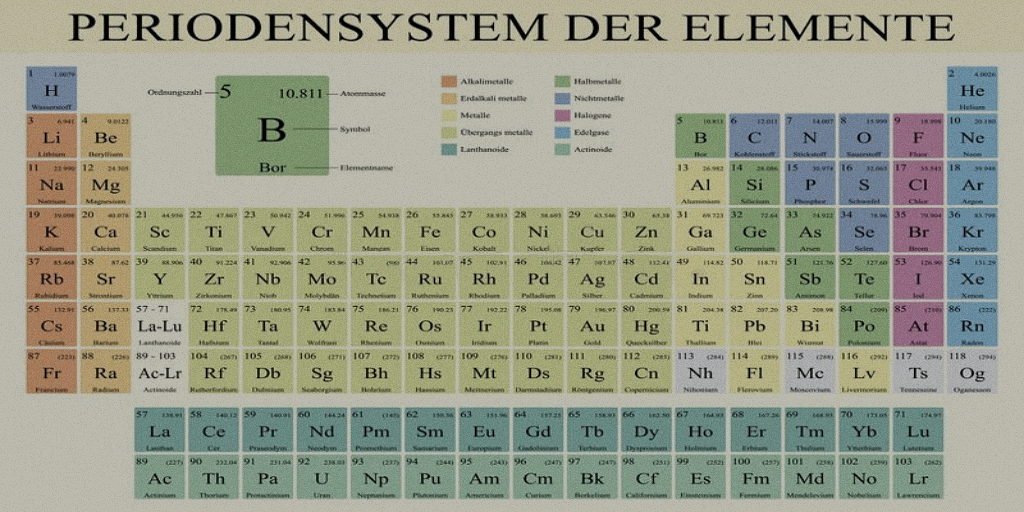 PERIODENSYSTEM DER ELEMENTE
1 1.0079
H
Wasserstoff
Ordnungszahl 5 10.811 Atommasse
B Symbol
Bor Elementname
Alkalimetalle
Erdalkali metalle
Metalle
Übergangs metalle
Lanthanoide
Halbmetalle
Nichtmetalle
Halogene
Edelgase
Actinoide
2 4.0026
He
Helium
3 6.941 4 9.0122 5 10.811 6 12.011 7 14.007 8 15.999 9 18.998 10 20.180
Li Be B C N O F Ne
Lithium Beryllium Bor Kohlenstoff Stickstoff Sauerstoff Fluor Neon
11 22.990 12 24.305 13 26.982 14 28.086 15 30.974 16 32.065 17 18 39.948
Na Mg Al Si P S Cl Ar
Natrium Magnesium Aluminium Silicium Phosphor Schwefel Chlor Argon
19 39.098 20 40.078 21 44.956 22 47.867 23 50.942 24 51.996 25 54.938 26 55.845 27 58.933 28 58.693 29 63.546 30 65.38 31 69.723 32 72.64 33 74.922 34 78.96 35 79.904 36 83.798
K Ca Sc Ti V Cr Mn Fe Co Ni Cu Zn Ga Ge As Se Br Kr
Kalium Calcium Scandium Titan Vanadium Chrom Mangan Eisen Kobalt Nickel Kupfer Zink Gallium Germanium Arsen Selen Brom Krypton
37 85.468 38 87.62 39 88.906 40 91.224 41 92.906 42 95.96 43 (98) 44 101.07 45 102.91 46 106.42 47 107.87 48 112.41 49 114.82 50 118.71 51 121.76 52 127.60 53 126.90 54 131.29
Rb Sr Y Zr Nb Mo Tc Ru Rh Pd Ag Cd In Sn Sb Te I Xe
Rubidium Strontium Yttrium Zirkonium Niob Molybdän Technetium Ruthenium Rhodium Palladium Silber Cadmium Indium Zinn Antimon Tellur Iod Xenon
55 132.91 56 137.33 57 - 71 72 178.49 73 180.95 74 183.84 75 186.21 76 190.23 77 192.22 78 195.08 79 196.97 80 200.59 81 204.38 82 207.20 83 208.98 84 (209) 85 (210) 86 (222)
Cs Ba La-Lu Hf Ta W Re Os Ir Pt Au Hg Ti Pb Bi Po At Rn
Cäsium Barium Lanthanoide Hafnium Tantal Wolfram Rhenium Osmium Iridium Platin Gold Quecksilber Thallium Blei Wismut Polonium Astat Radon
87 (223) 88 (226) 89 - 103 104 (267) 105 (268) 106 (271) 107 (272) 108 (277) 109 (276) 110 (281) 111 (280) 112 (285) 113 (284) 114 (289) 115 (288) 116 (292) 117 (294) 118 (294)
Fr Ra Ac-Lr Rf Db Sg Bh Hs Mt Ds Rg Cn Nh Fl Mc Lv Ts Og
Francium Radium Actinoide Rutherfordium Dubnium Seaborgium Bohrium Hassium Meitnerium Darmstadtium Röntgenium Copernicium Nihonium Flerovium Moscovium Livermorium Tennessine Oganesson
57 138.91 58 140.12 59 140.91 60 144.24 61 (145) 62 150.36 63 151.96 64 157.25 65 158.93 66 162.50 67 164.93 68 167.26 69 168.93 70 173.05 71 174.97
La Ce Pr Nd Pm Sm Eu Gd Tb Dy Ho Er Tm Yb Lu
Lanthan Cer Praseodym Neodym Promethium Samarium Europium Gadolinium Terbium Dysprosium Holmium Erbium Thulium Ytterbium Lutetium
89 (227) 90 232.04 91 231.04 92 238.03 93 (237) 94 (244) 95 (243) 96 (247) 97 (247) 98 (251) 99 (252) 100 (257) 101 (258) 102 (259) 103 (262)
Ac Th Pa U Np Pu Am Cm Bk Cf Es Fm Md No Lr
Actinium Thorium Protactinium Uran Neptunium Plutonium Americium Curium Berkelium Californium Einsteinium Fermium Mendelevium Nobelium Lawrencium